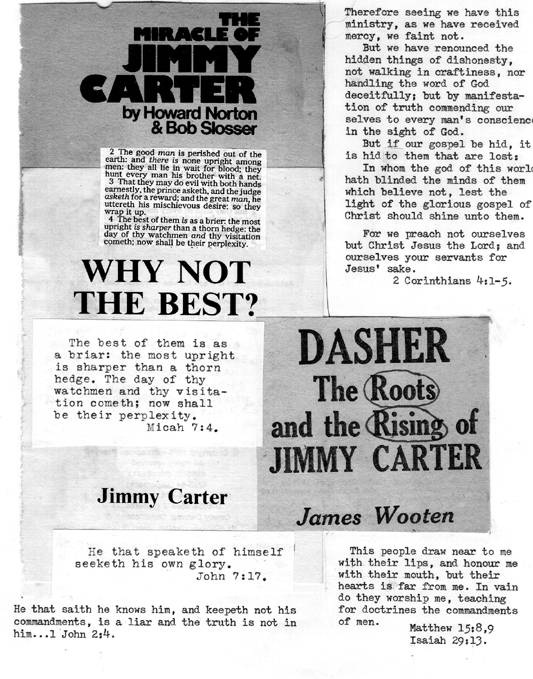 THE
MIRACLE OF
JIMMY
CARTER
by Howard Norton
& Bob Slosser
2 The good man is perished out of the
earth: and there is none upright among
men: they all lie in wait for blood; they
hunt every man his brother with a net.
3 That they may do evil with both hands
earnestly, the prince asketh, and the judge
asketh for a reward; and the great man, he
uttereth his mischievous desire: so they
wrap it up.
4 The best of them is as a brier: the most
upright is sharper than a thorn hedge: the
day of thy watchmen and thy visitation
cometh; now shall be their perplexity.
WHY NOT
THE BEST?
The best of them is as
a briar: the most upright
is sharper than a thorn
hedge. The day of thy
watchmen and thy visita-
tion cometh; now shall
be their perplexity.
Micah 7:4.
Jimmy Carter
He that speaketh of himself
seeketh his own glory.
John 7:17.
He that saith he knows him, and keepeth not his
commandments, is a liar and the truth is not in
him...1 John 2:4.
Therefore seeing we have this
ministry, as we have received
mercy, we faint not.
But we have renounced the
hidden things of dishonesty,
not walking in craftiness, nor
handling the word of God
deceitfully; but by manifesta-
tion of truth commending our
selves to every man's conscienc
in the sight of God.
But if our gospel be hid, it
is hid to them that are lost:
In whom the god of this worl
hath blinded the minds of them
which believe not, lest the
light of the glorious gospel of
Christ should shine unto them.
For we preach not ourselves
but Christ Jesus the Lord; and
ourselves your servants for
Jesus' sake.
2 Corinthians 4:1-5.
DASHER
The Roots
and the Rising of
JIMMY CARTER
James Wooten
This people draw near to me
with their lips, and honour me
with their mouth, but their
hearts is far from me. In vain
do they worship me, teaching
for doctrines the commandments
of men.
Matthew 15:8,9
Isaiah 29:13.